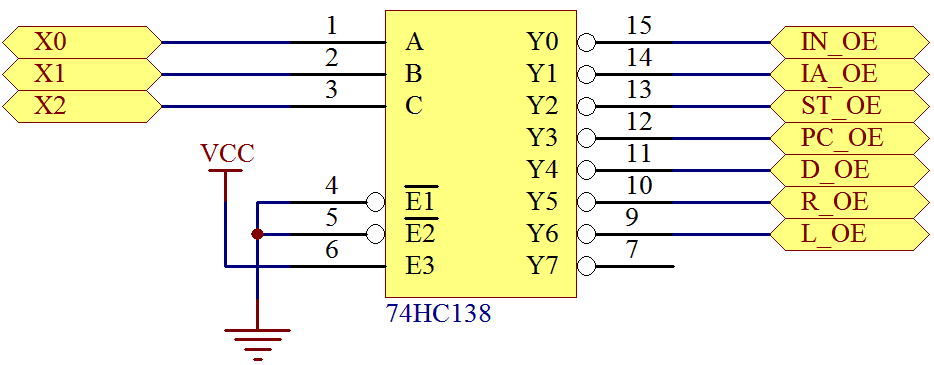 1 15
X0 A Y0 IN_OE
2 14
X1 B Y1 IA_OE
3 13
X2 C Y2 ST_OE
12
Y3 PC_OE
VCC
4 11
Y4 D_OE
10
E1 Y5 R_OE
5 9
E2 Y6 L_OE
6 7
E3 Y7
74HC138